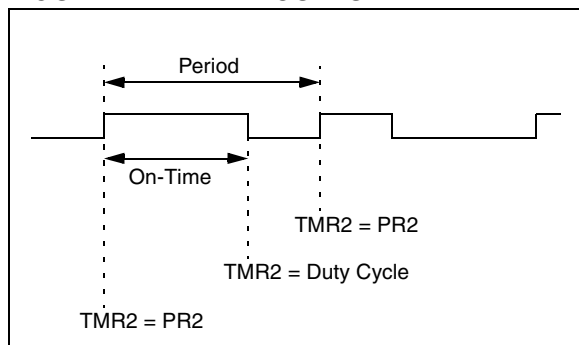 Period
On-Time
TMR2 = PR2
TMR2 = Duty Cycle
TMR2 = PR2